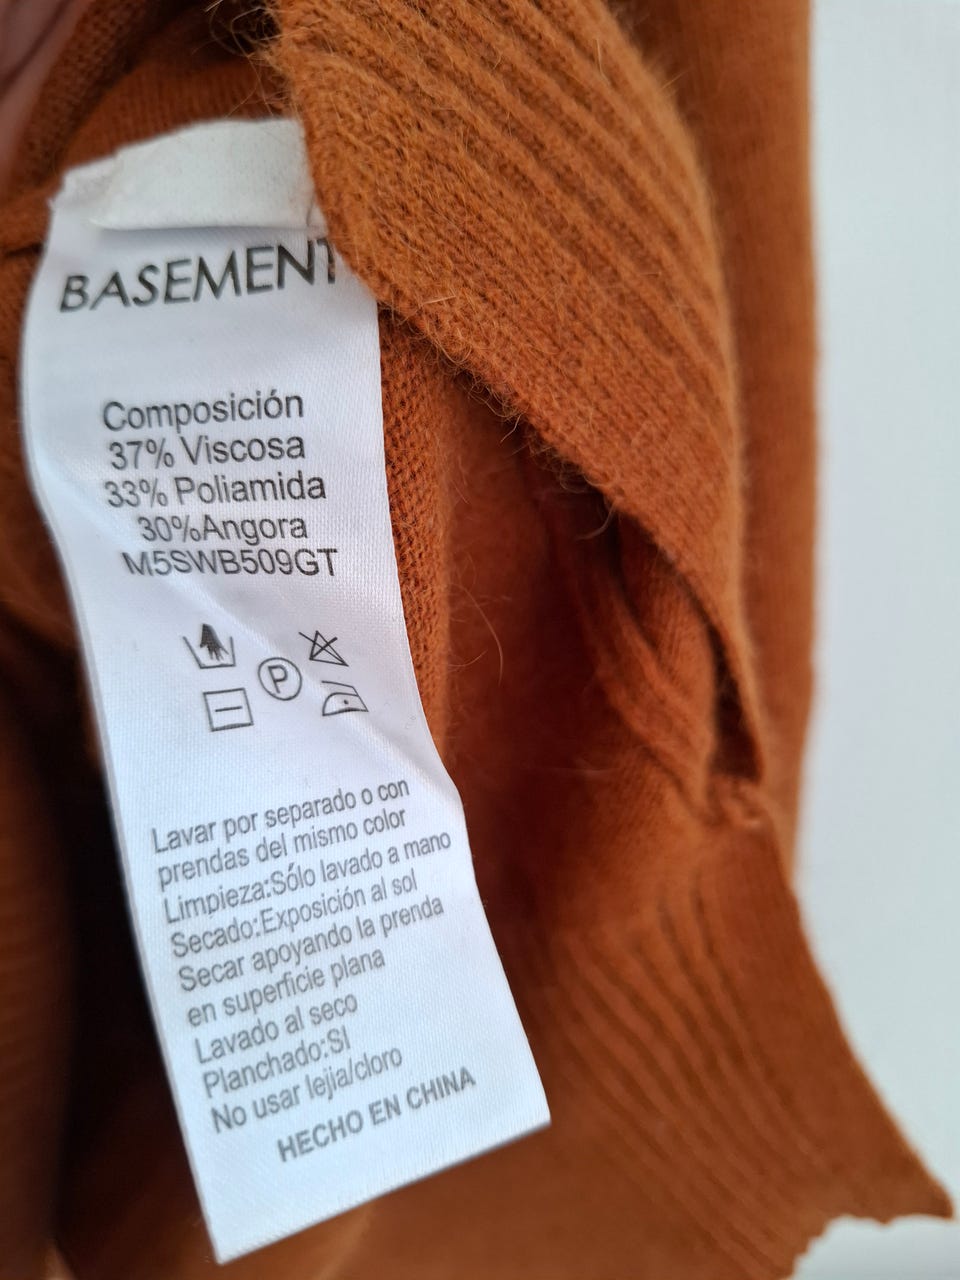 BASEMENT
Composición
37% Viscosa
33% Poliamida
30%Angora
M5SWB509GT
P
Lavar por separado o con
prendas del mismo color
Limpieza:Sólo lavado a mano
Secado:Exposición al sol
Secar apoyando la prenda
en superficie plana
Lavado al seco
Planchado:SI
No usar lejia/cloro
HECHO EN CHINA